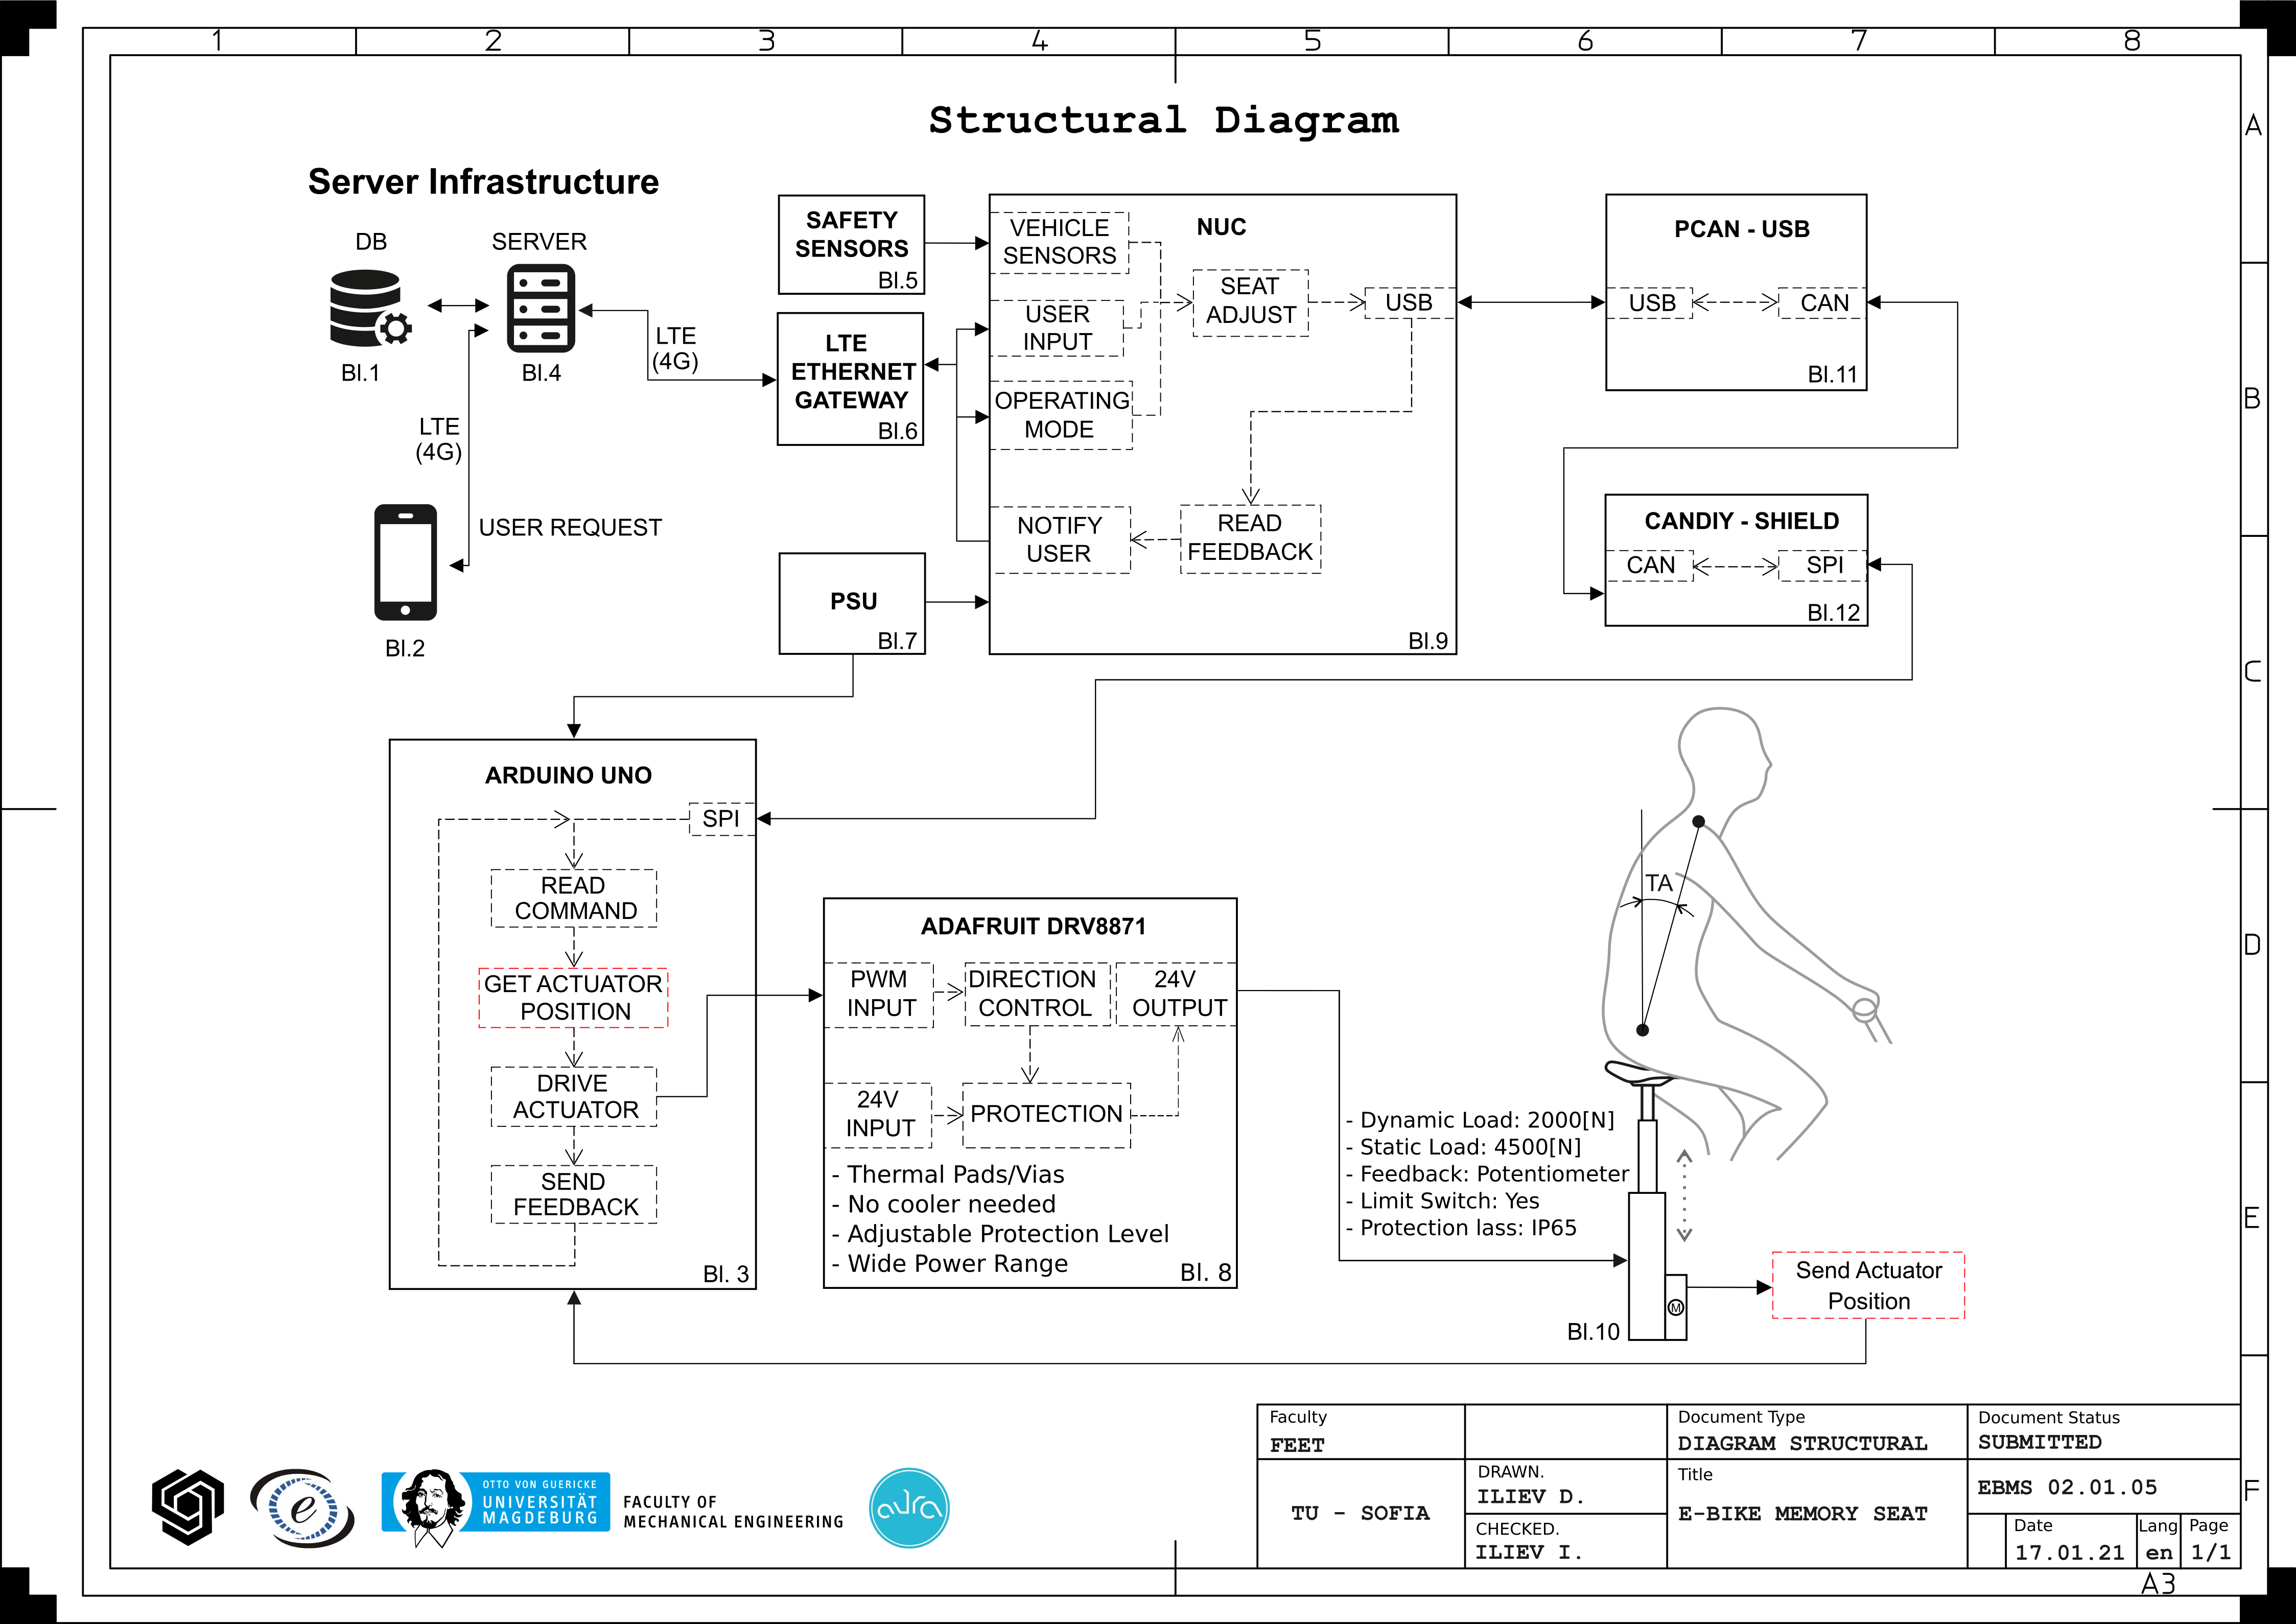 1 2 3 4 5 6 7 8
A
B
C
D
E
F
Structural Diagram
Server Infrastructure
DB
SERVER
Bl.1
Bl.4
LTE
(4G)
LTE
(4G)
USER REQUEST
Bl.2
SAFETY
SENSORS
Bl.5
LTE
ETHERNET
GATEWAY
Bl.6
PSU
Bl.7
NUC
VEHICLE
SENSORS
USER
INPUT
OPERATING
MODE
SEAT
ADJUST
USB
NOTIFY
USER
READ
FEEDBACK
Bl.9
PCAN - USB
USB
CAN
Bl.11
CANDIY - SHIELD
CAN
SPI
Bl.12
ARDUINO UNO
SPI
READ
COMMAND
GET ACTUATOR
POSITION
DRIVE
ACTUATOR
SEND
FEEDBACK
Bl. 3
ADAFRUIT DRV8871
PWM
INPUT
DIRECTION
CONTROL
24V
OUTPUT
24V
INPUT
PROTECTION
- Thermal Pads/Vias
- No cooler needed
- Adjustable Protection Level
- Wide Power Range
Bl. 8
TA
- Dynamic Load: 2000[N]
- Static Load: 4500[N]
- Feedback: Potentiometer
- Limit Switch: Yes
- Protection lass: IP65
M
Bl.10
Send Actuator
Position
e
OTTO VON GUERICKE
UNIVERSITÄT
MAGDEBURG
FACULTY OF
MECHANICAL ENGINEERING
aura
Faculty
FEET
TU - SOFIA
DRAWN.
ILIEV D.
CHECKED.
ILIEV I.
Document Type
DIAGRAM STRUCTURAL
Title
E-BIKE MEMORY SEAT
Document Status
SUBMITTED
EBMS 02.01.05
Date
17.01.21
Lang
en
Page
1/1
A3